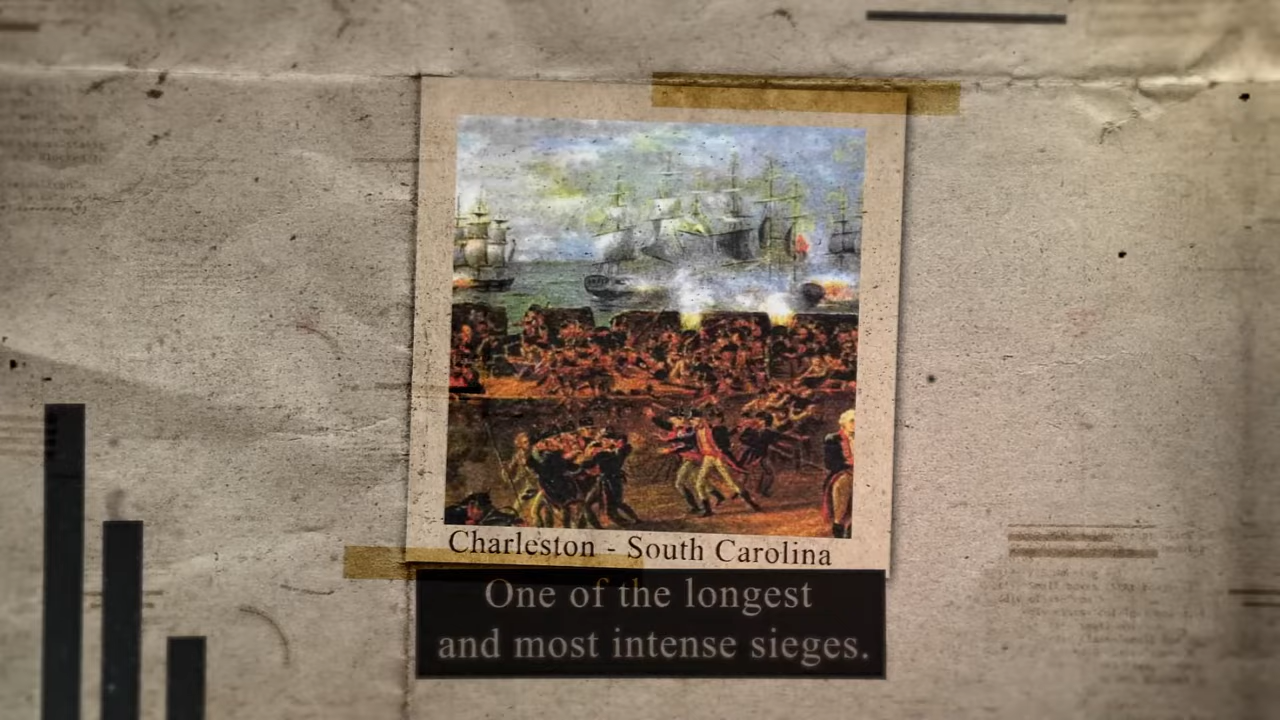 Charleston - South Carolina
One of the longest
and most intense sieges.